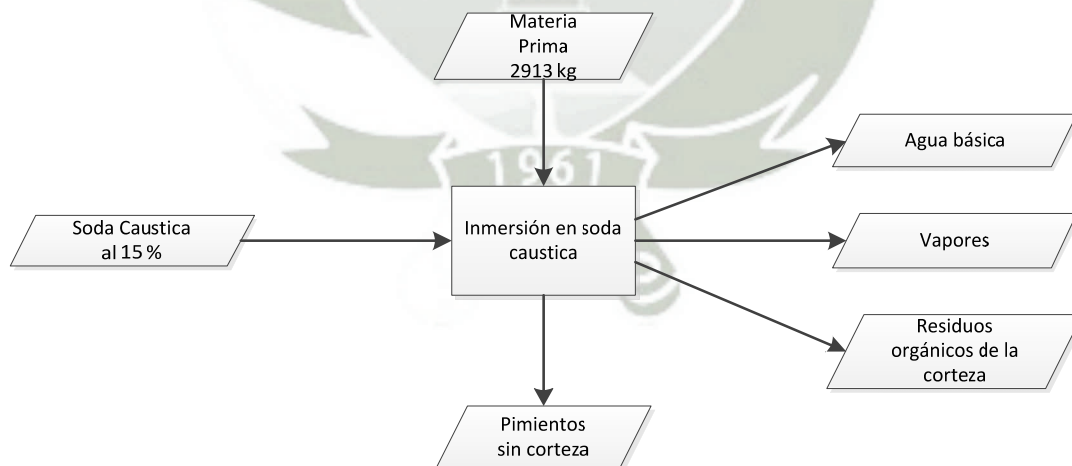 Materia
Prima
2913 kg
Agua básica
1961
Soda Caustica
al 15 %
Inmersión en soda
caustica
Vapores
Residuos
orgánicos de la
corteza
Pimientos
sin corteza